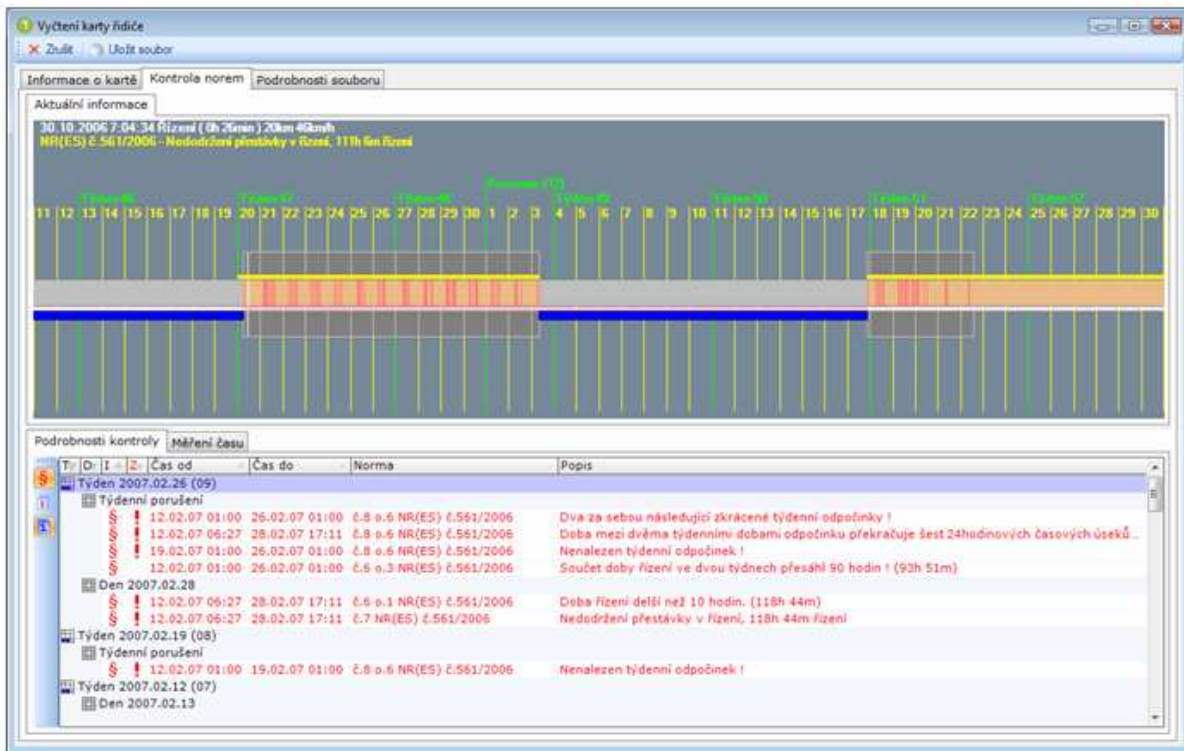 Vyčtení karty řidiče
Zrušit Uložit soubor
Informace o kartě Kontrola norem Podrobnosti souboru
Aktuální informace
30.10.2006 7:04:34 Řízení ( 0h 26min ) 20km 46km/h
NR(ES) č.561/2006 - Nedodržení přestávky v řízení, 111h 6m řízení
11 12 13 14 15 16 17 18 19 20 21 22 23 24 25 26 27 28 29 30 1 2 3 4 5 6 7 8 9 10 11 12 13 14 15 16 17 18 19 20 21 22 23 24 25 26 27 28 29 30
Podrobnosti kontroly Měření času
T D I Z Čas od Čas do Norma Popis
Týden 2007.02.26 (09)
Týdenní porušení
§ ! 12.02.07 01:00 26.02.07 01:00 č.8 o.6 NR(ES) č.561/2006 Dva za sebou následující zkrácené týdenní odpočinky !
§ ! 12.02.07 06:27 28.02.07 17:11 č.8 o.6 NR(ES) č.561/2006 Doba mezi dvěma týdenními dobami odpočinku překračuje šest 24hodinových časových úseků...
§ ! 19.02.07 01:00 26.02.07 01:00 č.8 o.6 NR(ES) č.561/2006 Nenalezen týdenní odpočinek !
§ 12.02.07 01:00 26.02.07 01:00 č.6 o.3 NR(ES) č.561/2006 Součet doby řízení ve dvou týdnech přesáhl 90 hodin ! (93h 51m)
Den 2007.02.28
§ ! 12.02.07 06:27 28.02.07 17:11 č.6 o.1 NR(ES) č.561/2006 Doba řízení delší než 10 hodin. (118h 44m)
§ ! 12.02.07 06:27 28.02.07 17:11 č.7 NR(ES) č.561/2006 Nedodržení přestávky v řízení, 118h 44m řízení
Týden 2007.02.19 (08)
Týdenní porušení
§ ! 12.02.07 01:00 19.02.07 01:00 č.8 o.6 NR(ES) č.561/2006 Nenalezen týdenní odpočinek !
Týden 2007.02.12 (07)
Den 2007.02.13